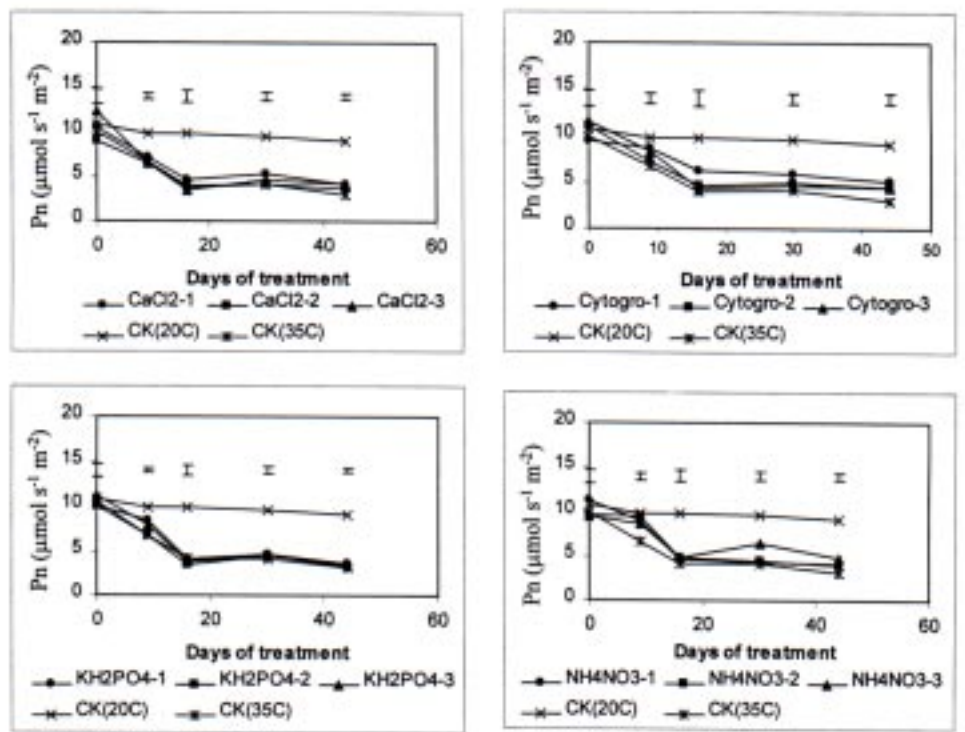 20
15
10
5
0
Pn (μmol s⁻¹ m⁻²)
0 20 40 60
Days of treatment
CaCl2-1 CaCl2-2 CaCl2-3
CK(20C) CK(35C)
20
15
10
5
0
Pn (μmol s⁻¹ m⁻²)
0 10 20 30 40 50
Days of treatment
Cytogro-1 Cytogro-2 Cytogro-3
CK(20C) CK(35C)
20
15
10
5
0
Pn (μmol s⁻¹ m⁻²)
0 20 40 60
Days of treatment
KH2PO4-1 KH2PO4-2 KH2PO4-3
CK(20C) CK(35C)
20
15
10
5
0
Pn (μmol s⁻¹ m⁻²)
0 20 40 60
Days of treatment
NH4NO3-1 NH4NO3-2 NH4NO3-3
CK(20C) CK(35C)